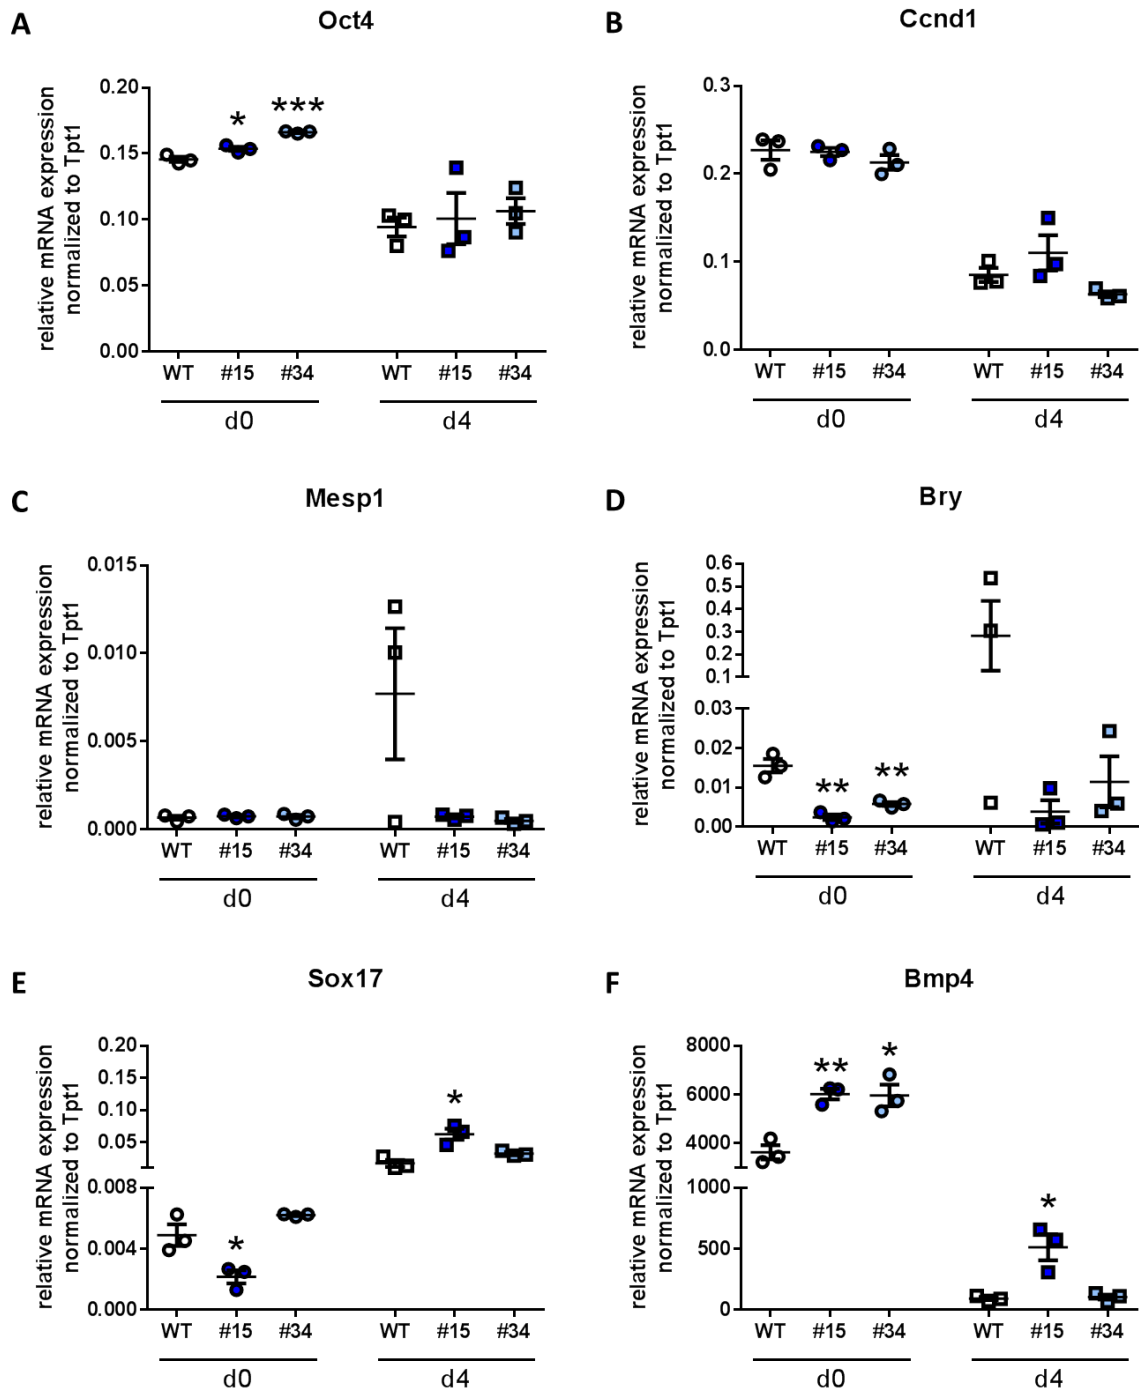 A
Oct4
relative mRNA expression
normalized to Tpt1
0.20
0.15
0.10
0.05
0.00
*
***
WT #15 #34 WT #15 #34
d0 d4
B
Ccnd1
relative mRNA expression
normalized to Tpt1
0.3
0.2
0.1
0.0
WT #15 #34 WT #15 #34
d0 d4
C
Mesp1
relative mRNA expression
normalized to Tpt1
0.015
0.010
0.005
0.000
WT #15 #34 WT #15 #34
d0 d4
D
Bry
relative mRNA expression
normalized to Tpt1
0.6
0.5
0.4
0.3
0.2
0.1
0.03
0.02
0.01
0.00
**
**
WT #15 #34 WT #15 #34
d0 d4
E
Sox17
relative mRNA expression
normalized to Tpt1
0.20
0.15
0.10
0.05
0.008
0.004
0.000
*
*
WT #15 #34 WT #15 #34
d0 d4
F
Bmp4
relative mRNA expression
normalized to Tpt1
8000
6000
4000
1000
500
0
**
*
*
WT #15 #34 WT #15 #34
d0 d4